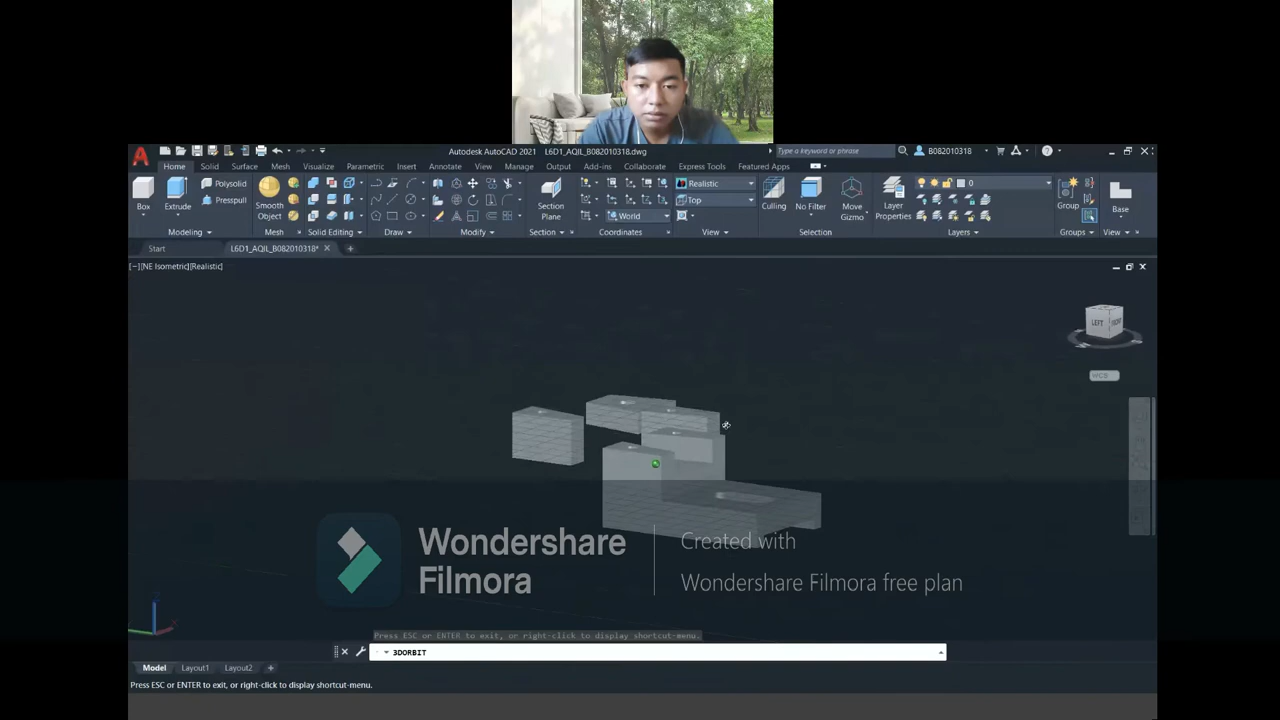 Autodesk AutoCAD 2021 L6D1_AQIL_B082010318.dwg
Type a keyword or phrase
B082010318
Home Solid Surface Mesh Visualize Parametric Insert Annotate View Manage Output Add-ins Collaborate Express Tools Featured Apps
Box
Extrude
Polysolid
Presspull
Smooth
Object
Section
Plane
World
Realistic
Top
Culling
No Filter
Move
Gizmo
Layer
Properties
0
Group
Base
Modeling
Mesh
Solid Editing
Draw
Modify
Section
Coordinates
View
Selection
Layers
Groups
View
Start
L6D1_AQIL_B082010318*
[−][NE Isometric][Realistic]
LEFT
FRONT
WCS
Wondershare
Filmora
Created with
Wondershare Filmora free plan
Press ESC or ENTER to exit, or right-click to display shortcut-menu.
3DORBIT
Model Layout1 Layout2
Press ESC or ENTER to exit, or right-click to display shortcut-menu.